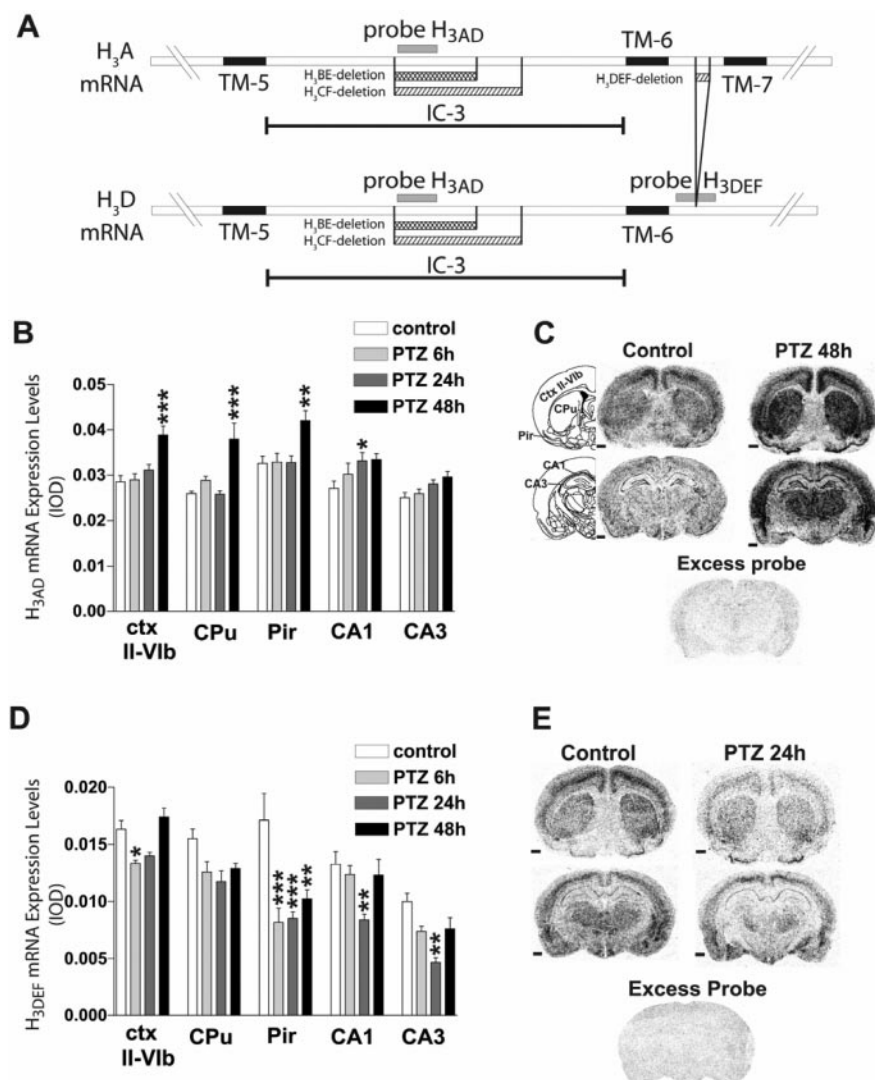 A
probe H3AD
H3A
mRNA
TM-5
H3BE-deletion
H3CF-deletion
TM-6
H3DEF-deletion
TM-7
IC-3
probe H3AD
probe H3DEF
H3D
mRNA
TM-5
H3BE-deletion
H3CF-deletion
TM-6
IC-3
B
H3AD mRNA Expression Levels
(IOD)
0.05
0.04
0.03
0.02
0.01
0.00
control
PTZ 6h
PTZ 24h
PTZ 48h
***
***
**
*
ctx
II-VIb
CPu
Pir
CA1
CA3
C
Control
PTZ 48h
Ctx II-VIb
CPu
Pir
CA1
CA3
Excess probe
D
H3DEF mRNA Expression Levels
(IOD)
0.020
0.015
0.010
0.005
0.000
control
PTZ 6h
PTZ 24h
PTZ 48h
*
***
***
**
**
**
ctx
II-VIb
CPu
Pir
CA1
CA3
E
Control
PTZ 24h
Excess Probe